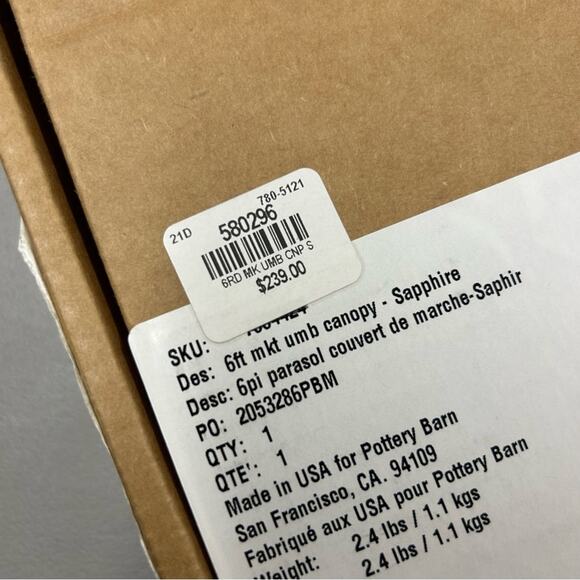 780-5121
21D
580296
6RD MK UMB CNP S
$239.00
SKU:
Des: 6ft mkt umb canopy - Sapphire
Desc: 6pi parasol couvert de marche-Saphir
PO: 2053286PBM
QTY: 1
QTE': 1
Made in USA for Pottery Barn
San Francisco, CA. 94109
Fabriqué aux USA pour Pottery Barn
Weight: 2.4 lbs / 1.1 kgs
2.4 lbs / 1.1 kgs